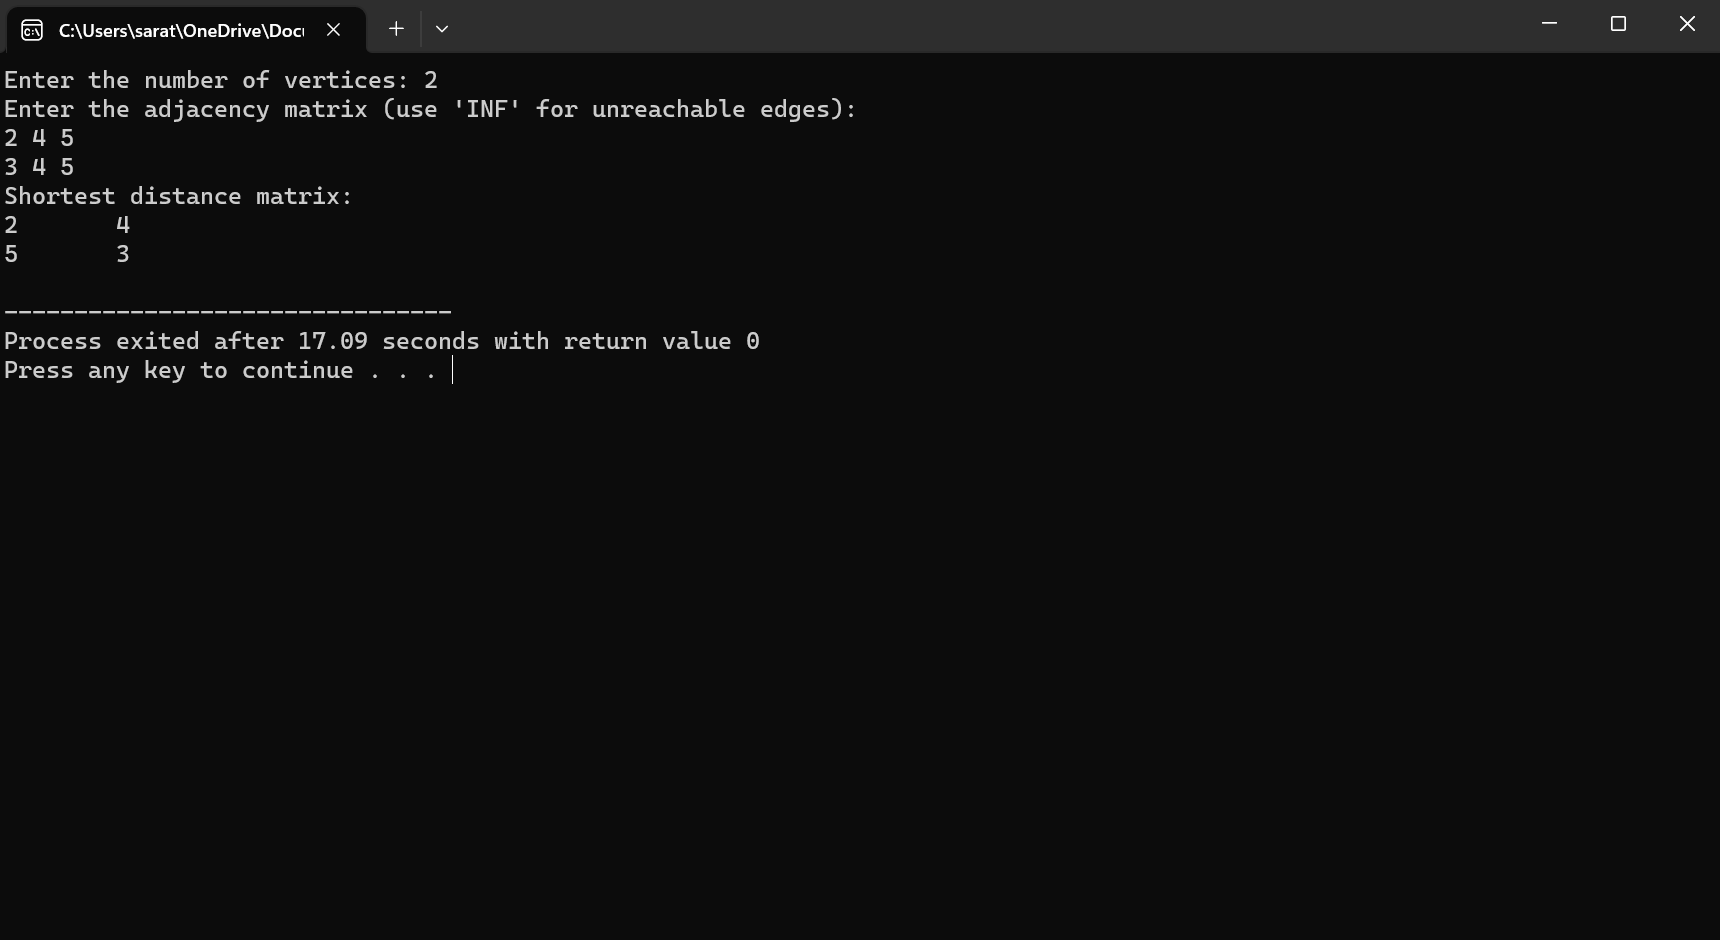 C:\Users\sarat\OneDrive\Docu
Enter the number of vertices: 2
Enter the adjacency matrix (use 'INF' for unreachable edges):
2 4 5
3 4 5
Shortest distance matrix:
2       4
5       3
--------------------------------
Process exited after 17.09 seconds with return value 0
Press any key to continue . . .